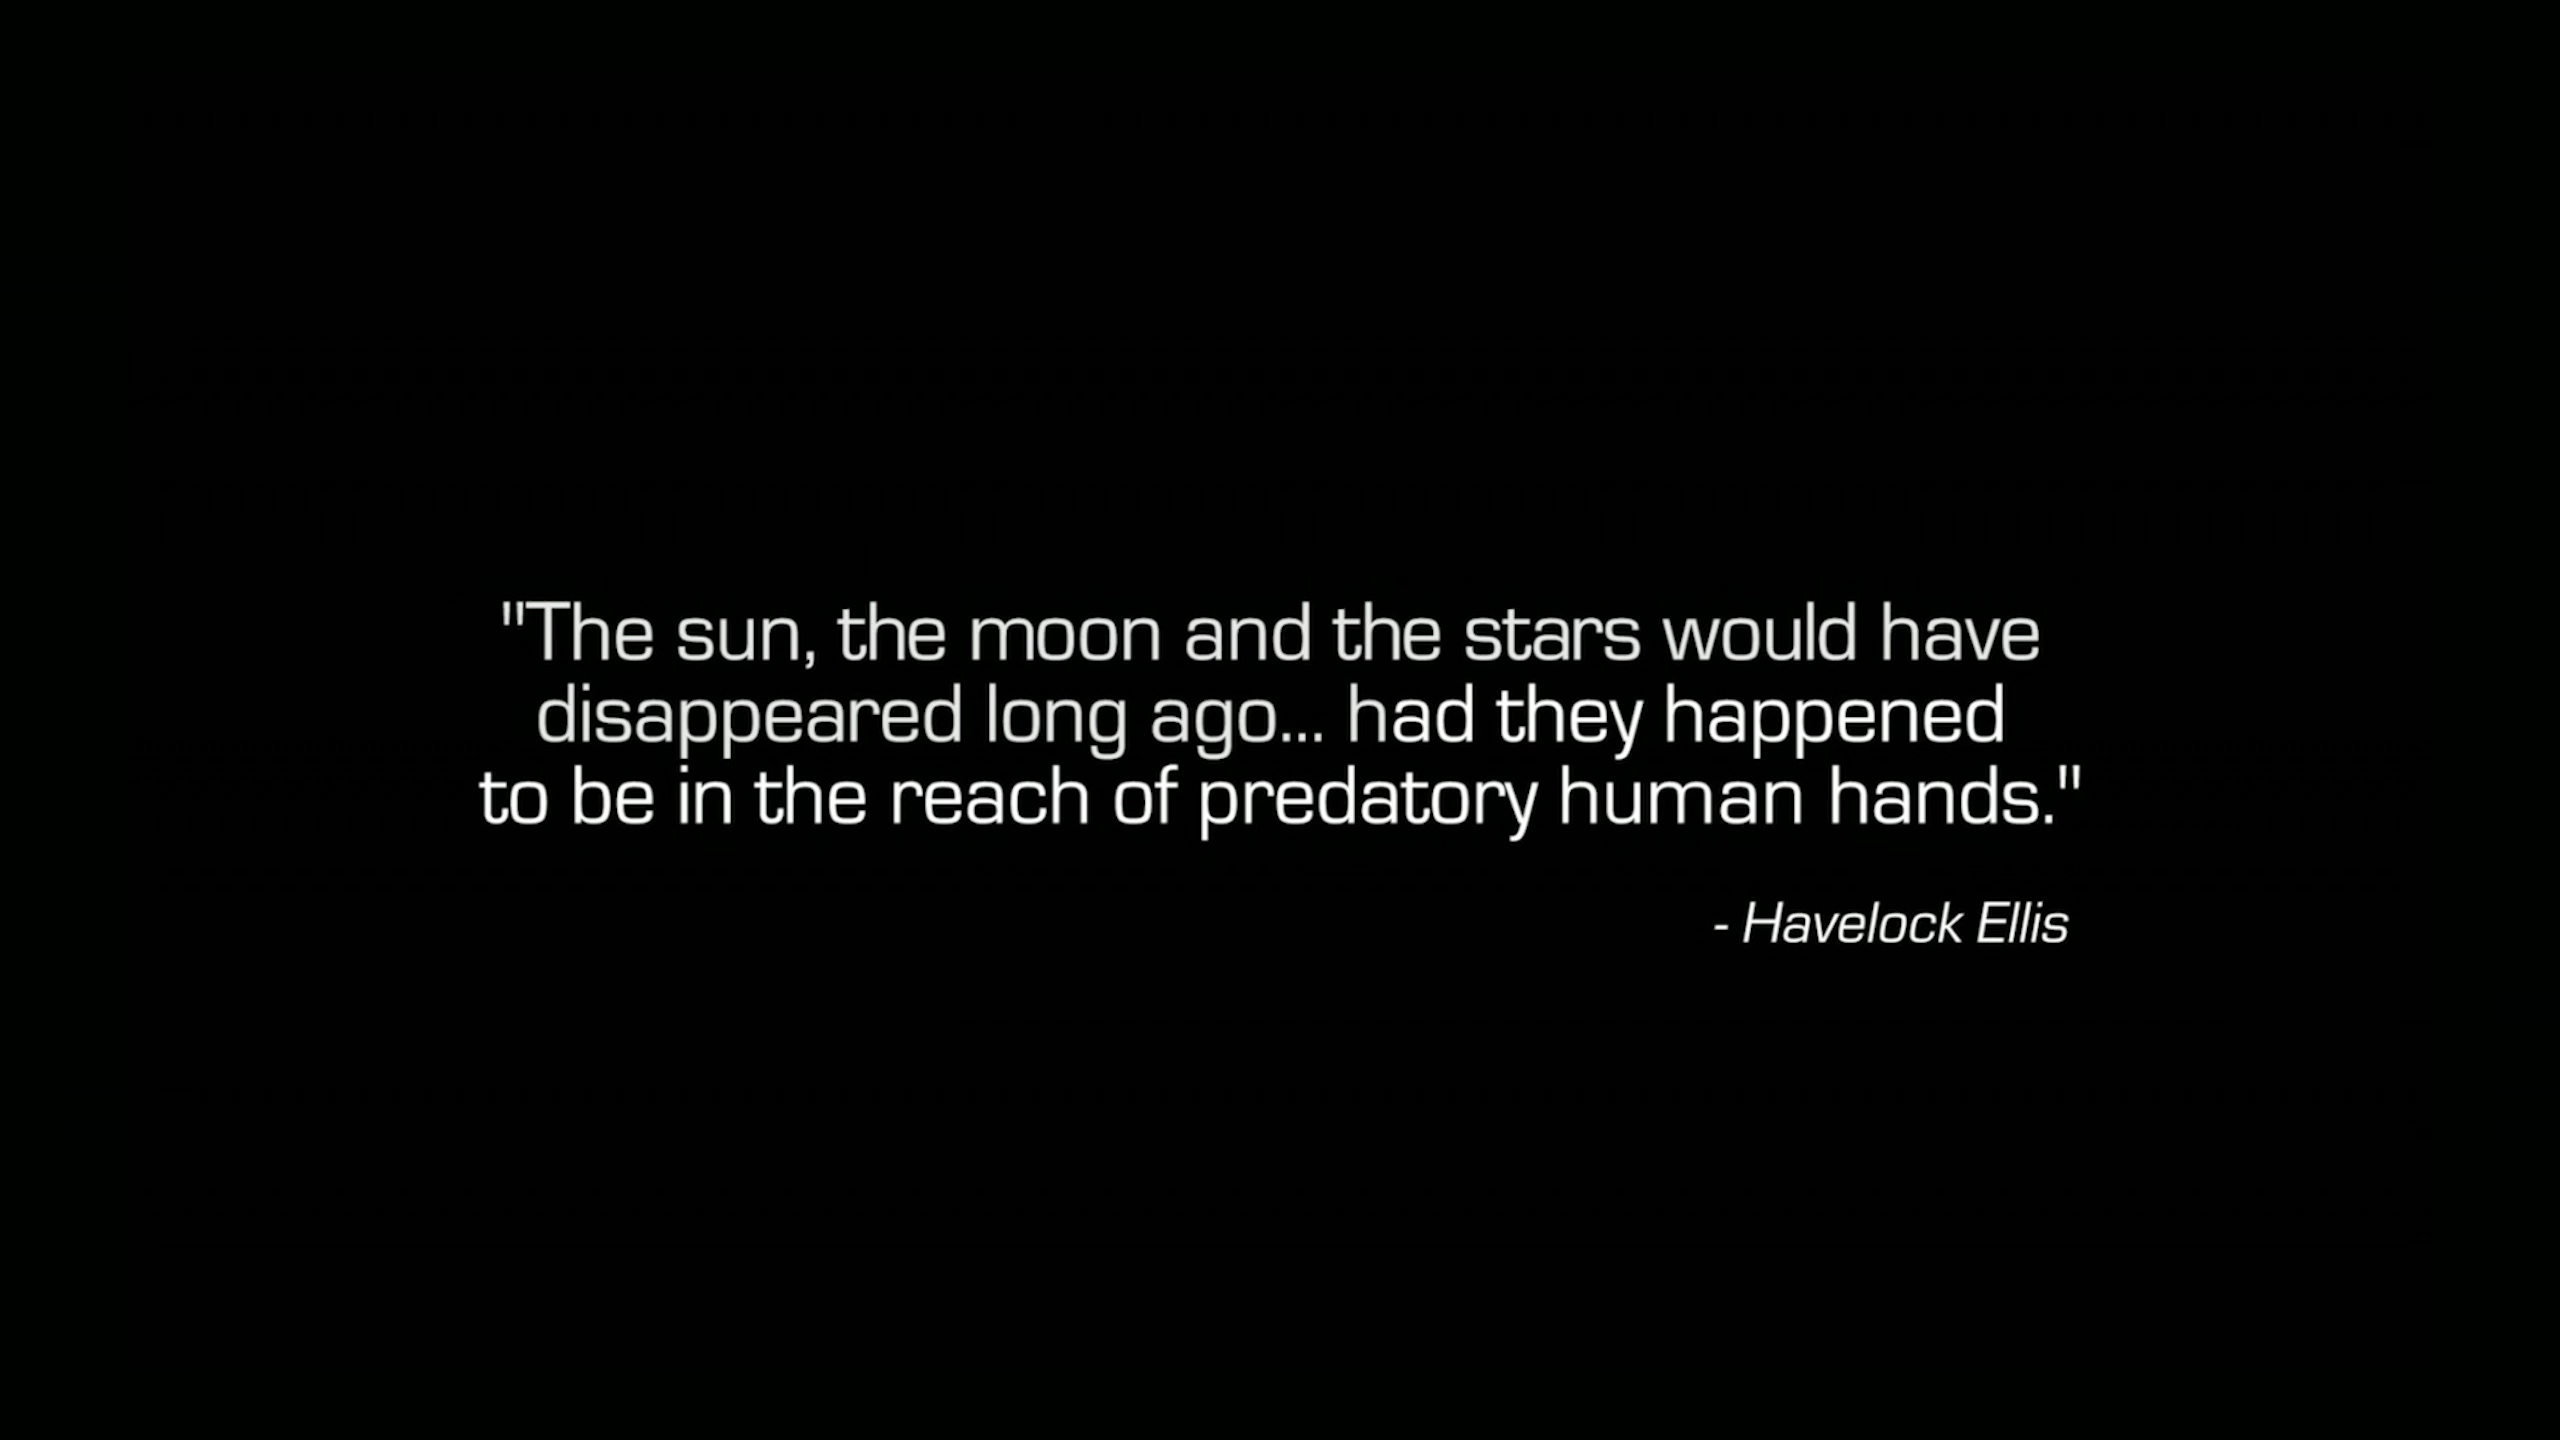 "The sun, the moon and the stars would have
disappeared long ago... had they happened
to be in the reach of predatory human hands."
- Havelock Ellis